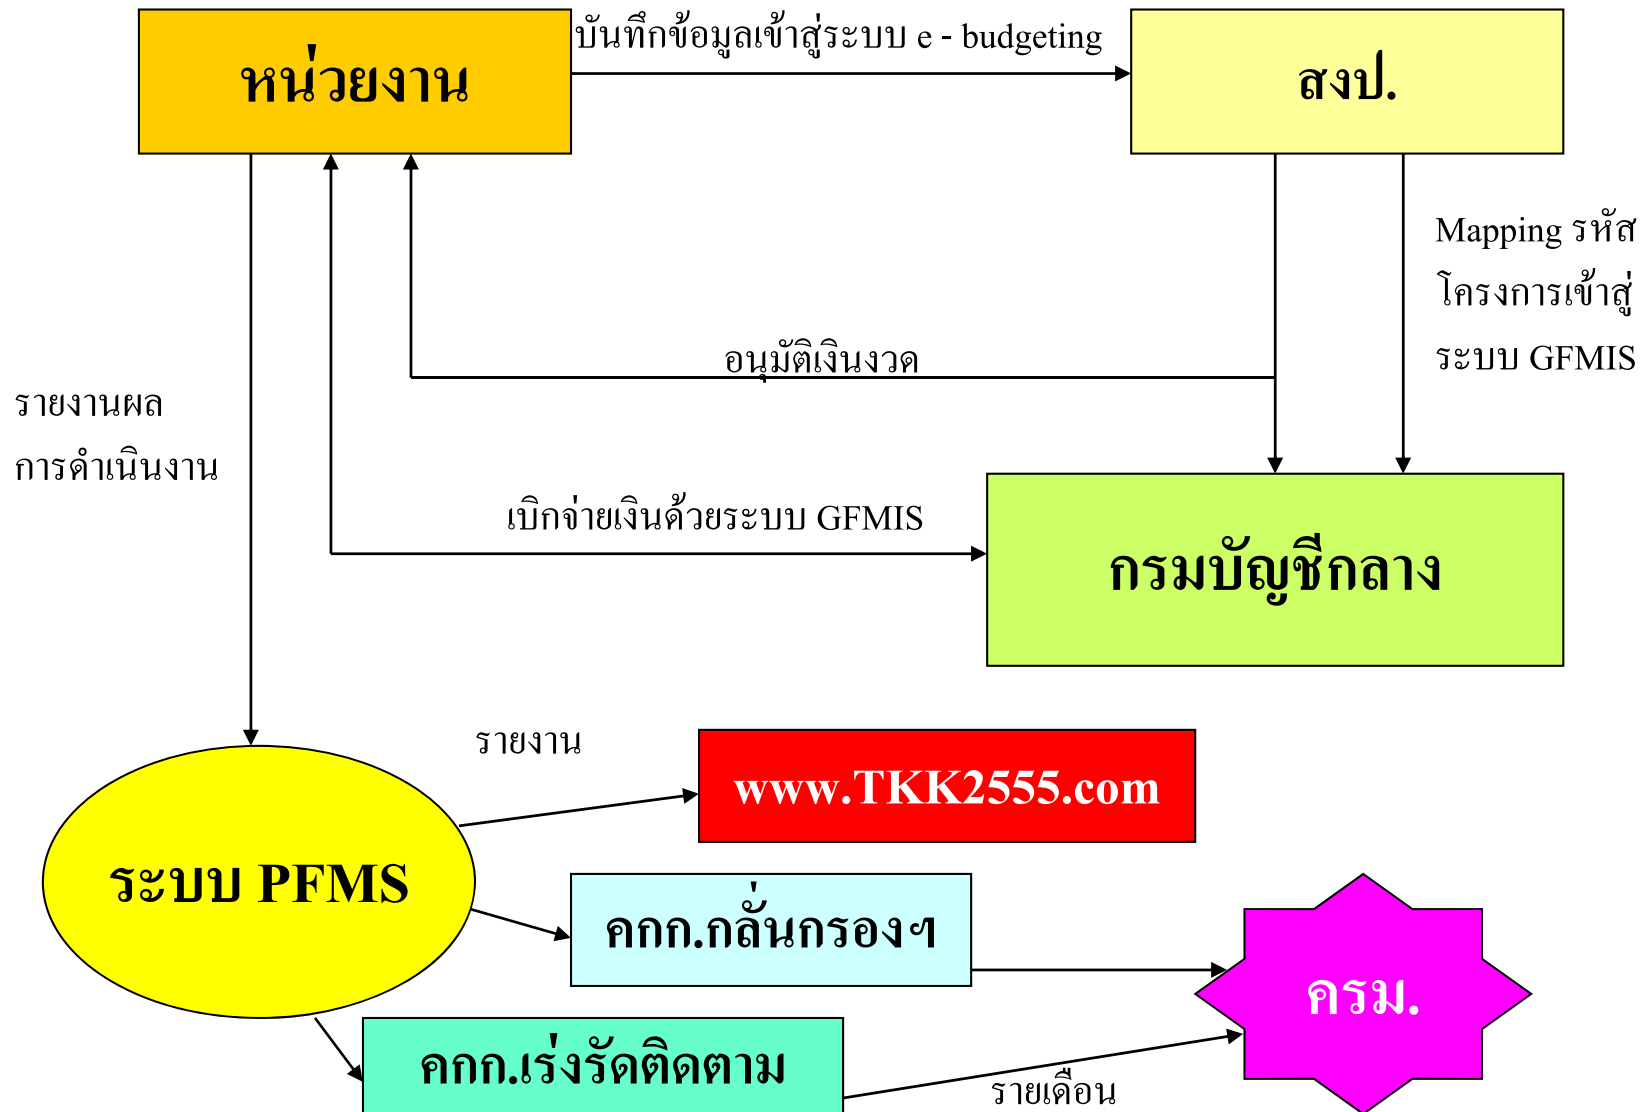 บันทึกข้อมูลเข้าสู่ระบบ e - budgeting
หน่วยงาน
สงป.
Mapping รหัส
โครงการเข้าสู่
ระบบ GFMIS
อนุมัติเงินงวด
รายงานผล
การดำเนินงาน
เบิกจ่ายเงินด้วยระบบ GFMIS
กรมบัญชีกลาง
รายงาน
www.TKK2555.com
ระบบ PFMS
คกก.กลั่นกรองฯ
ครม.
คกก.เร่งรัดติดตาม
รายเดือน